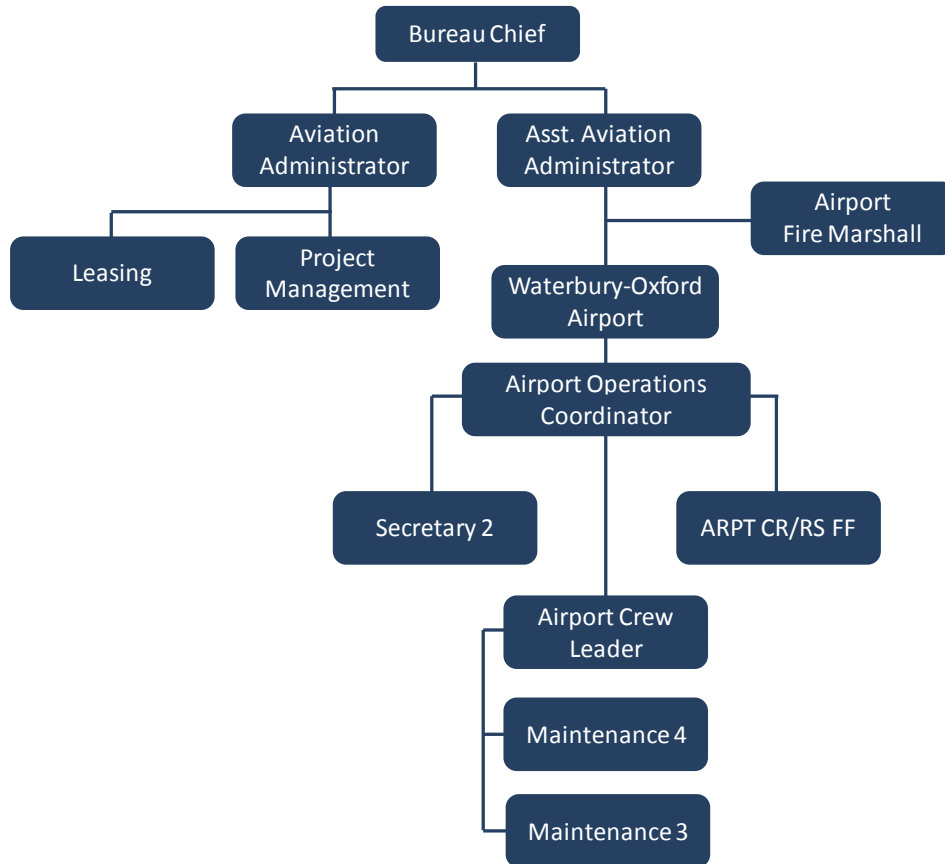 Bureau Chief
Aviation
Administrator
Asst. Aviation
Administrator
Airport
Fire Marshall
Leasing
Project
Management
Waterbury-Oxford
Airport
Airport Operations
Coordinator
Secretary 2
ARPT CR/RS FF
Airport Crew
Leader
Maintenance 4
Maintenance 3